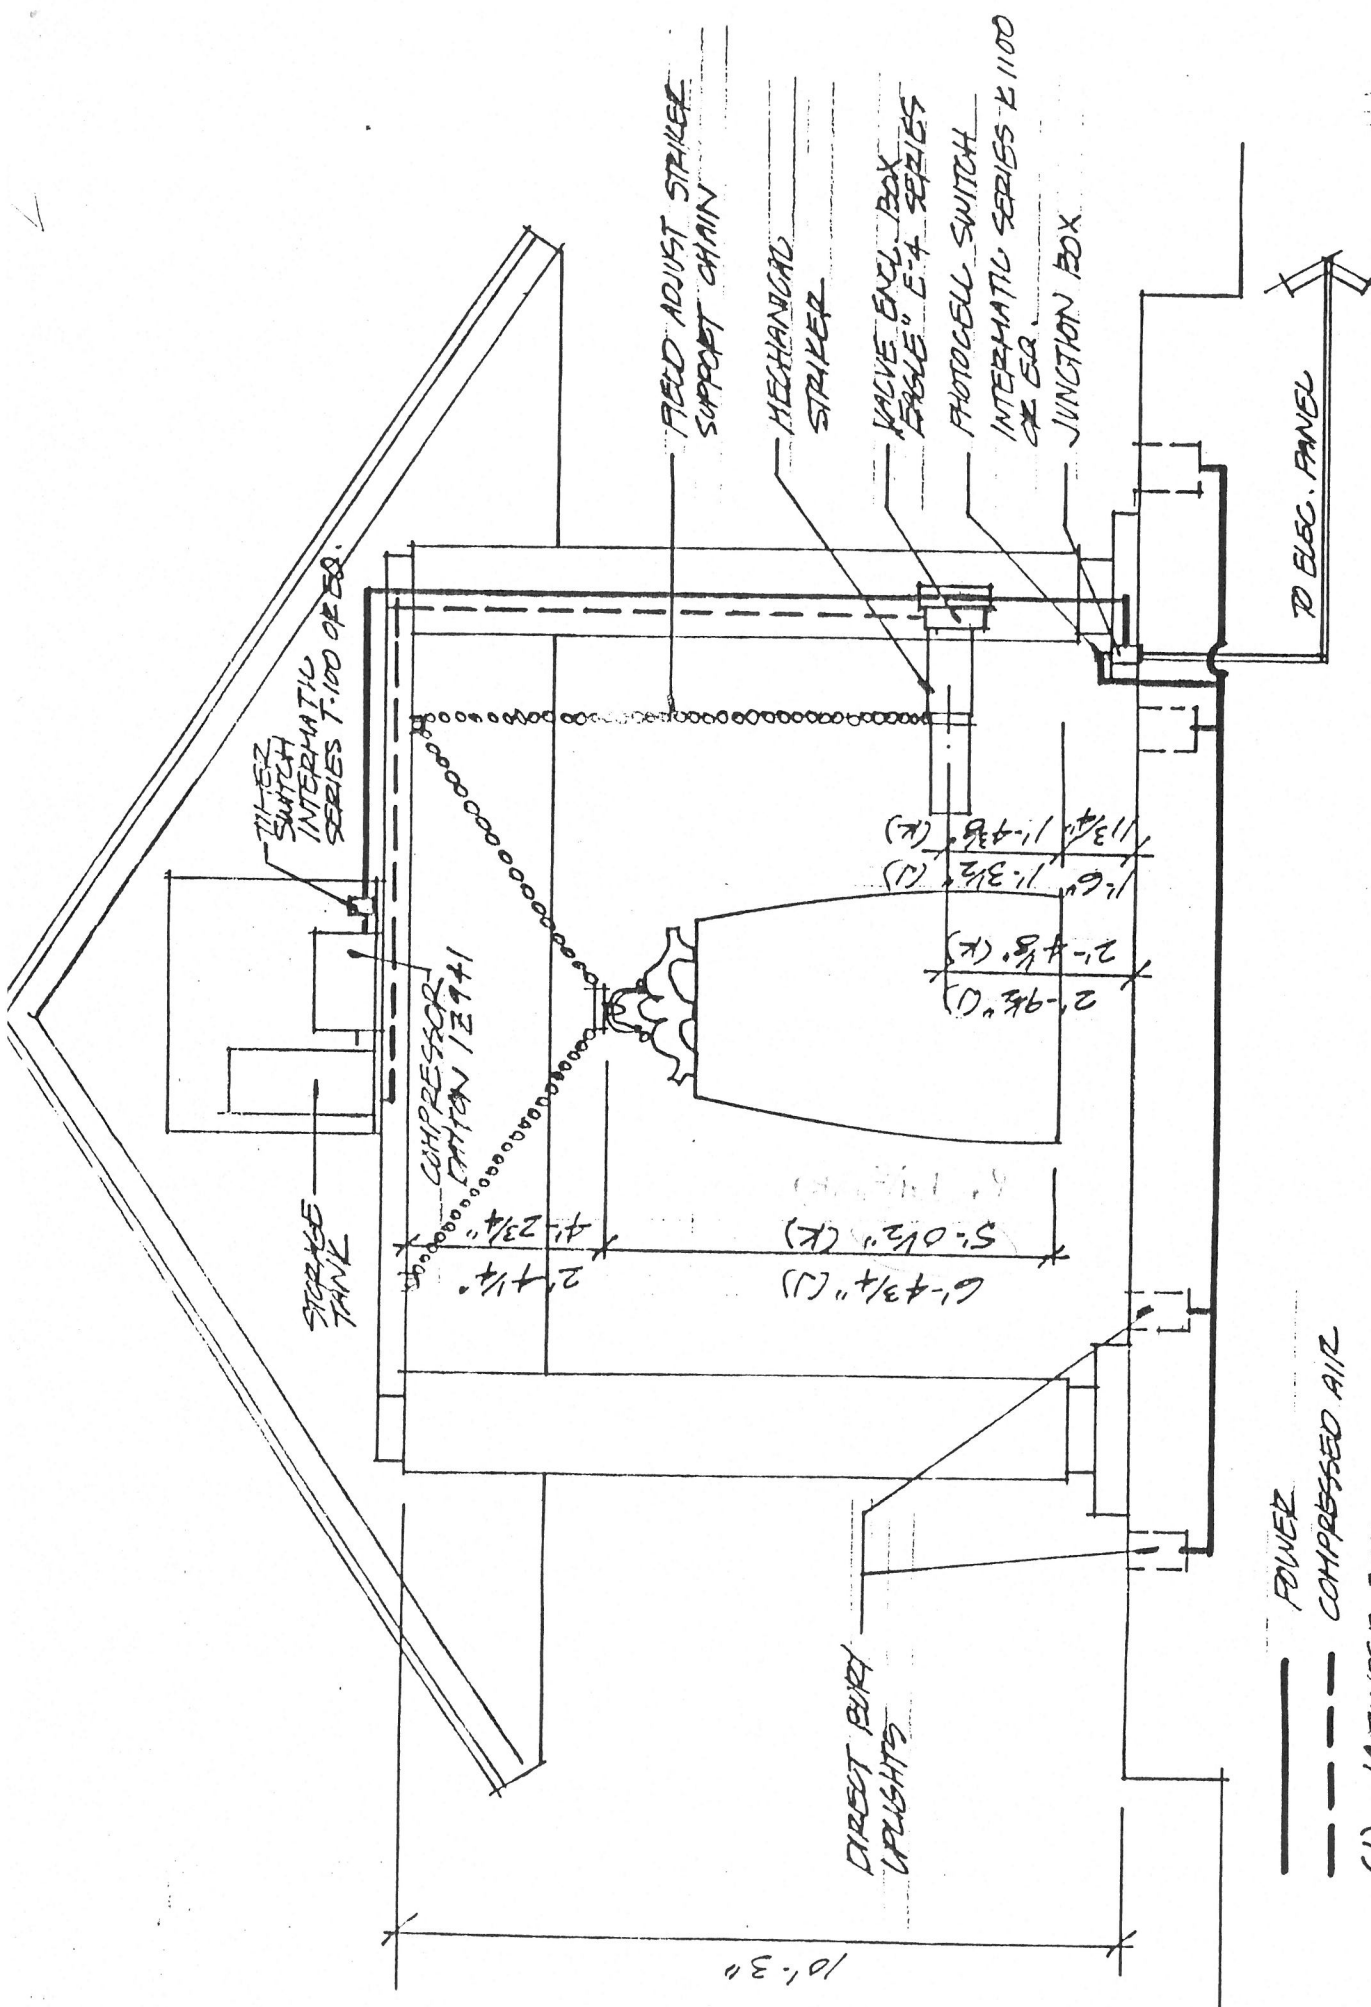 TIMER
SWITCH
INTERMATIC
SERIES T-100 OR EQ.
STORAGE
TANK
COMPRESSOR
DAYTON 1Z941
FIELD ADJUST STRIKER
SUPPORT CHAIN
MECHANICAL
STRIKER
VALVE ENCL. BOX
"EAGLE" E-4 SERIES
PHOTOCELL SWITCH
INTERMATIC SERIES K1100
OR EQ.
JUNCTION BOX
TO ELEC. PANEL
DIRECT BURY
UPLIGHTS
10'-3"
2'-4 1/4"
4'-2 3/4"
6'-4 3/4" (J)
5'-0 1/2" (K)
2'-9 1/2" (J)
2'-4 1/8" (K)
1'-6"
1'-3 1/2" (J)
11 3/4"
1'-4 3/8" (K)
POWER
COMPRESSED AIR
(J)